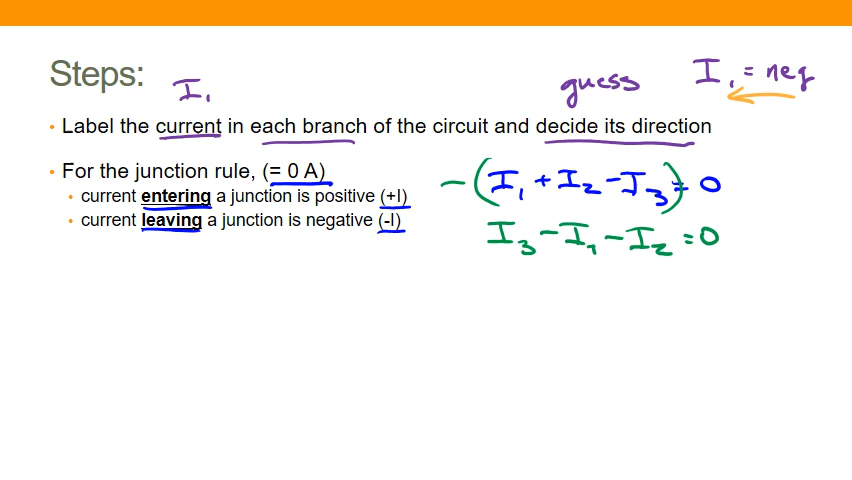 Steps:
I₁
guess
I₁ = neg
• Label the current in each branch of the circuit and decide its direction
• For the junction rule, (= 0 A)
• current entering a junction is positive (+I)
• current leaving a junction is negative (-I)
-(I₁ + I₂ - I₃) = 0
I₃ - I₁ - I₂ = 0